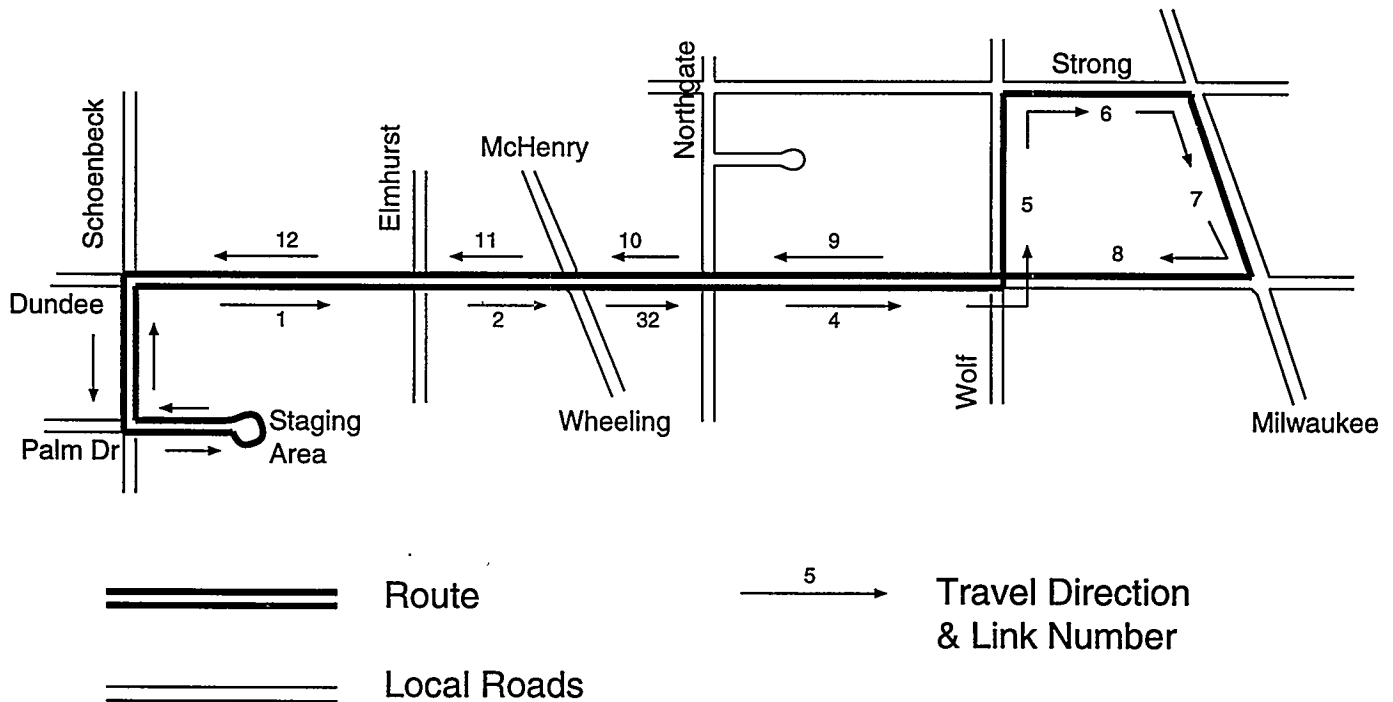 Strong
Northgate
Schoenbeck
6
McHenry
Elmhurst
5
7
12
11
10
9
8
Dundee
1
2
32
4
Wolf
Staging
Area
Wheeling
Milwaukee
Palm Dr
Route
5
Travel Direction
& Link Number
Local Roads